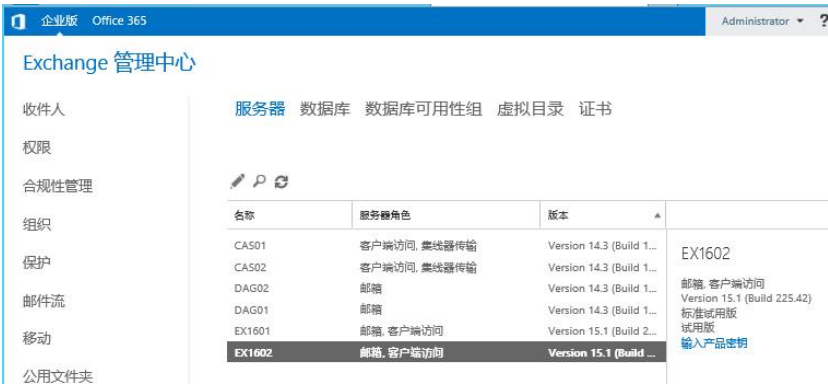 企业版 Office 365 Administrator ?
Exchange 管理中心
收件人
权限
合规性管理
组织
保护
邮件流
移动
公用文件夹
服务器 数据库 数据库可用性组 虚拟目录 证书
名称 服务器角色 版本
CAS01 客户端访问, 集线器传输 Version 14.3 (Build 1...
CAS02 客户端访问, 集线器传输 Version 14.3 (Build 1...
DAG02 邮箱 Version 14.3 (Build 1...
DAG01 邮箱 Version 14.3 (Build 1...
EX1601 邮箱, 客户端访问 Version 15.1 (Build 2...
EX1602 邮箱, 客户端访问 Version 15.1 (Build ...
EX1602
邮箱, 客户端访问
Version 15.1 (Build 225.42)
标准试用版
试用版
输入产品密钥